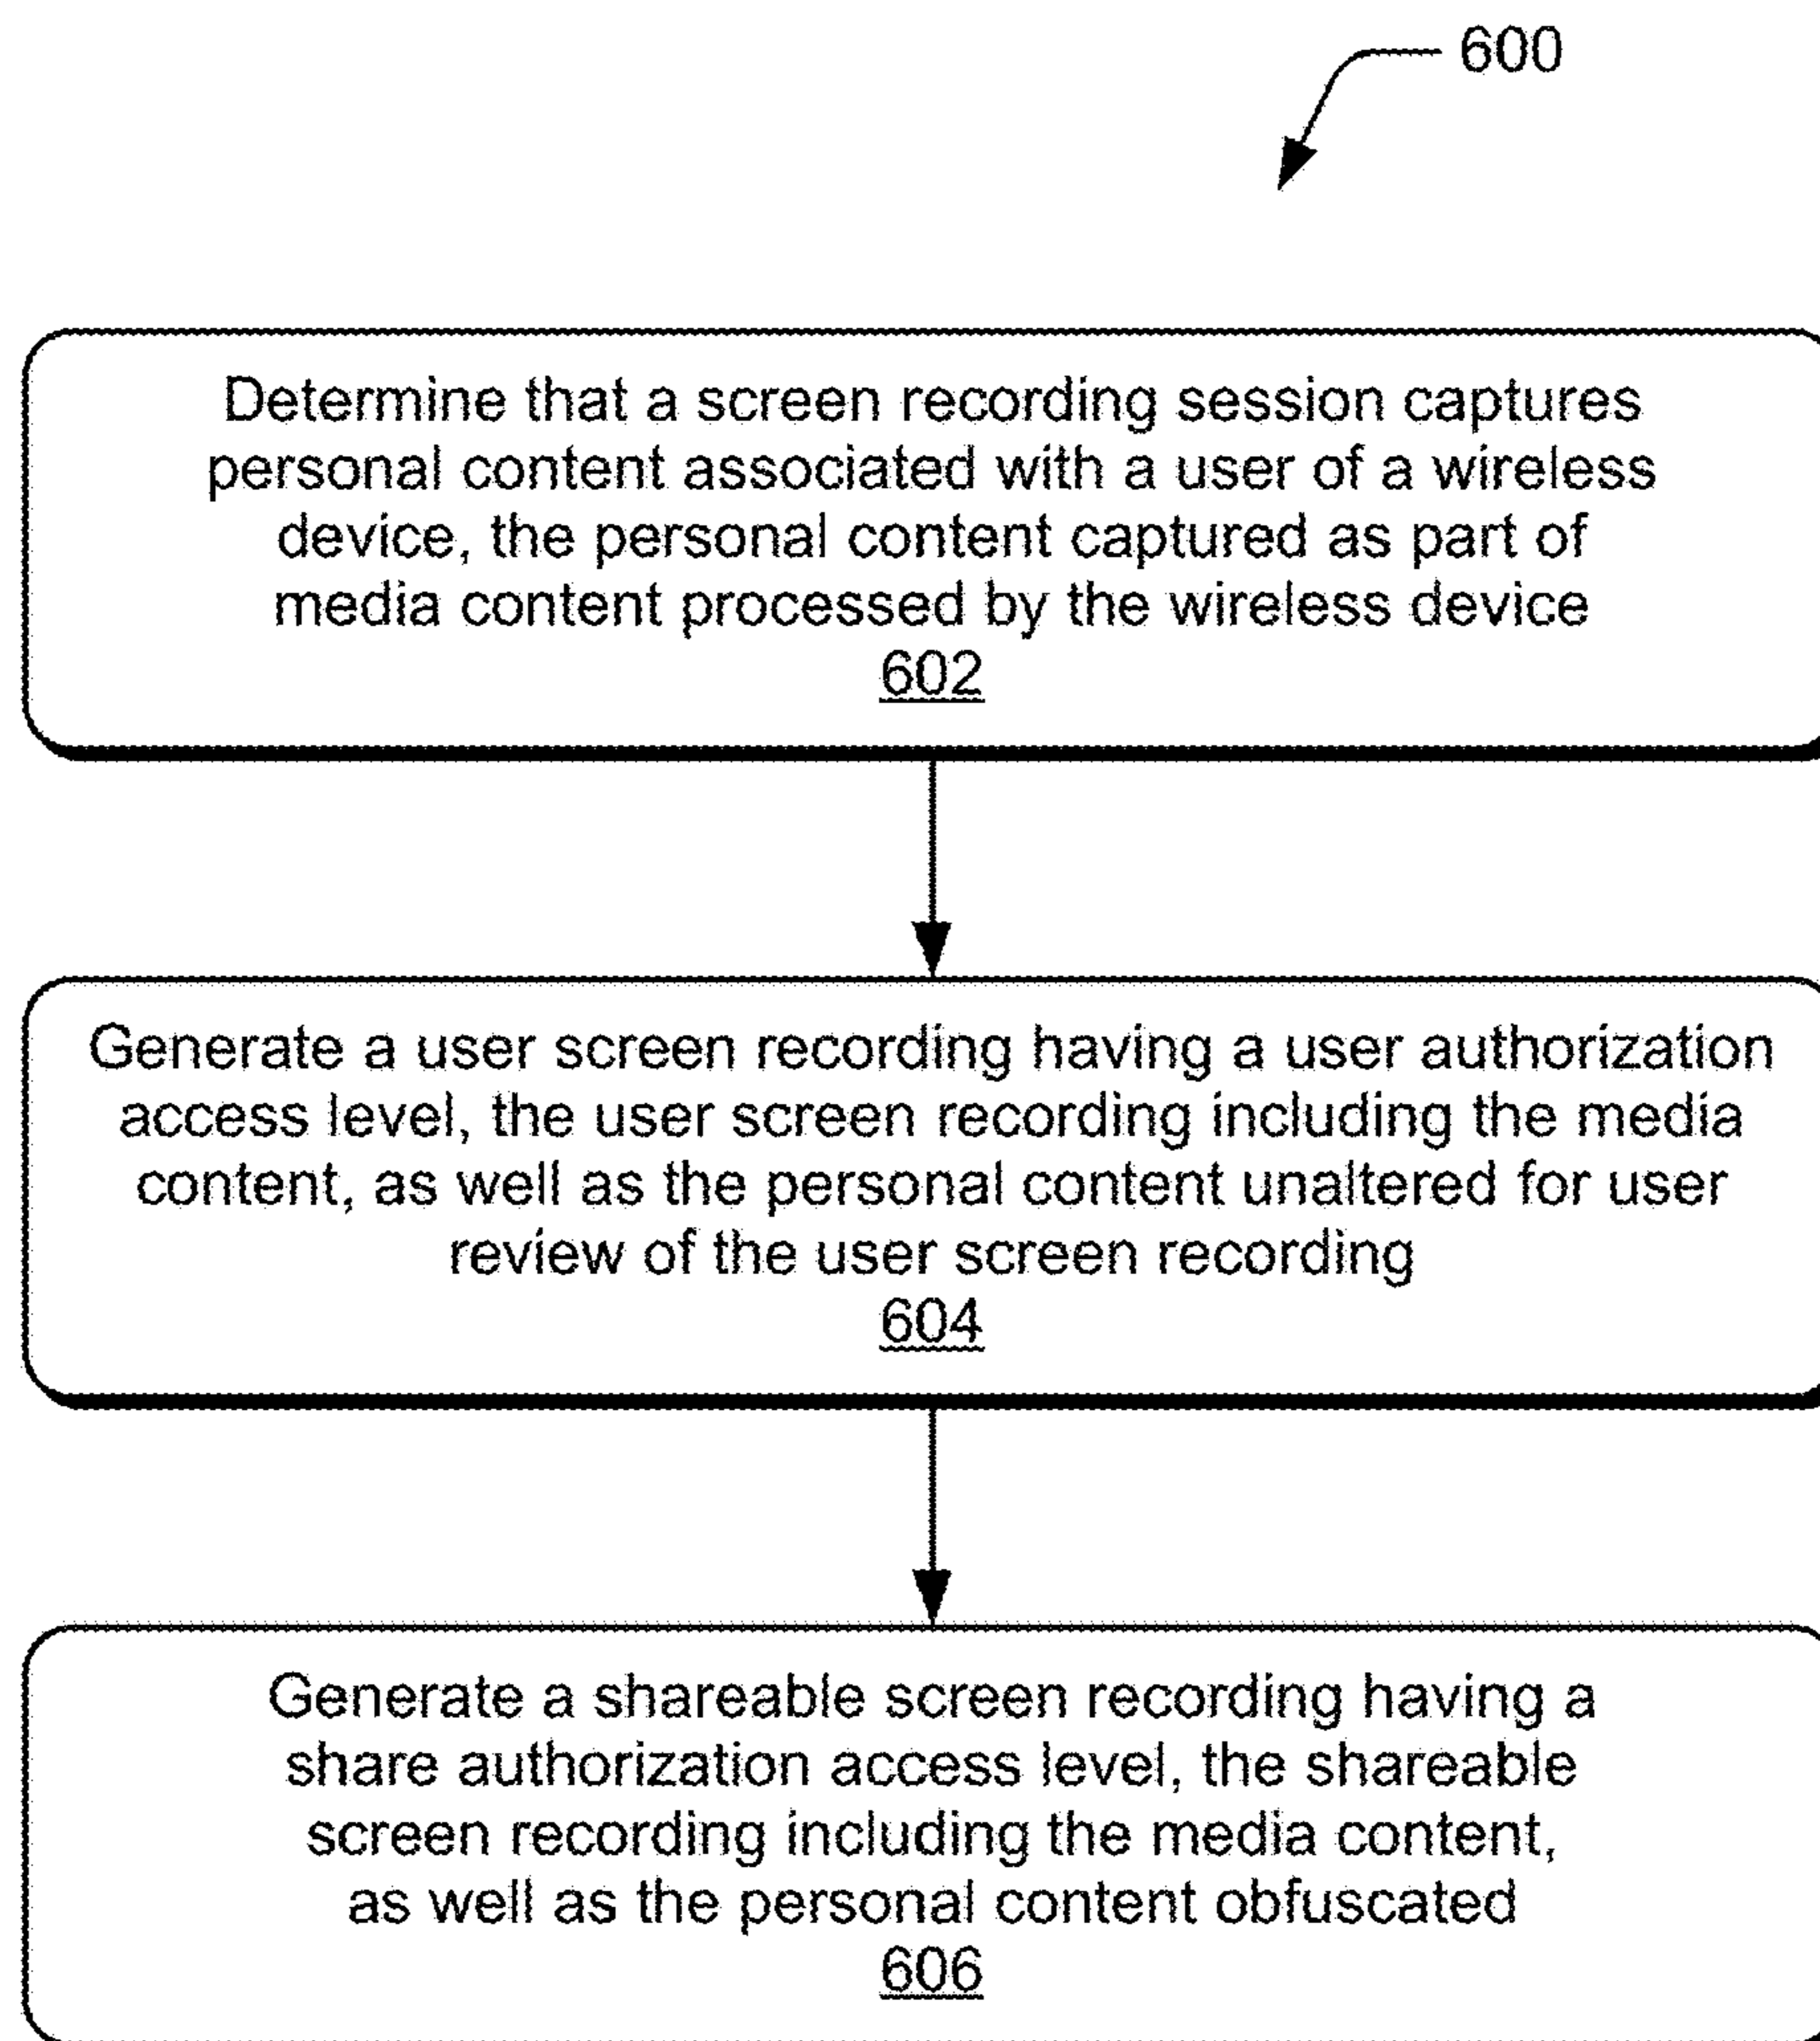 600
Determine that a screen recording session captures
personal content associated with a user of a wireless
device, the personal content captured as part of
media content processed by the wireless device
602
Generate a user screen recording having a user authorization
access level, the user screen recording including the media
content, as well as the personal content unaltered for user
review of the user screen recording
604
Generate a shareable screen recording having a
share authorization access level, the shareable
screen recording including the media content,
as well as the personal content obfuscated
606